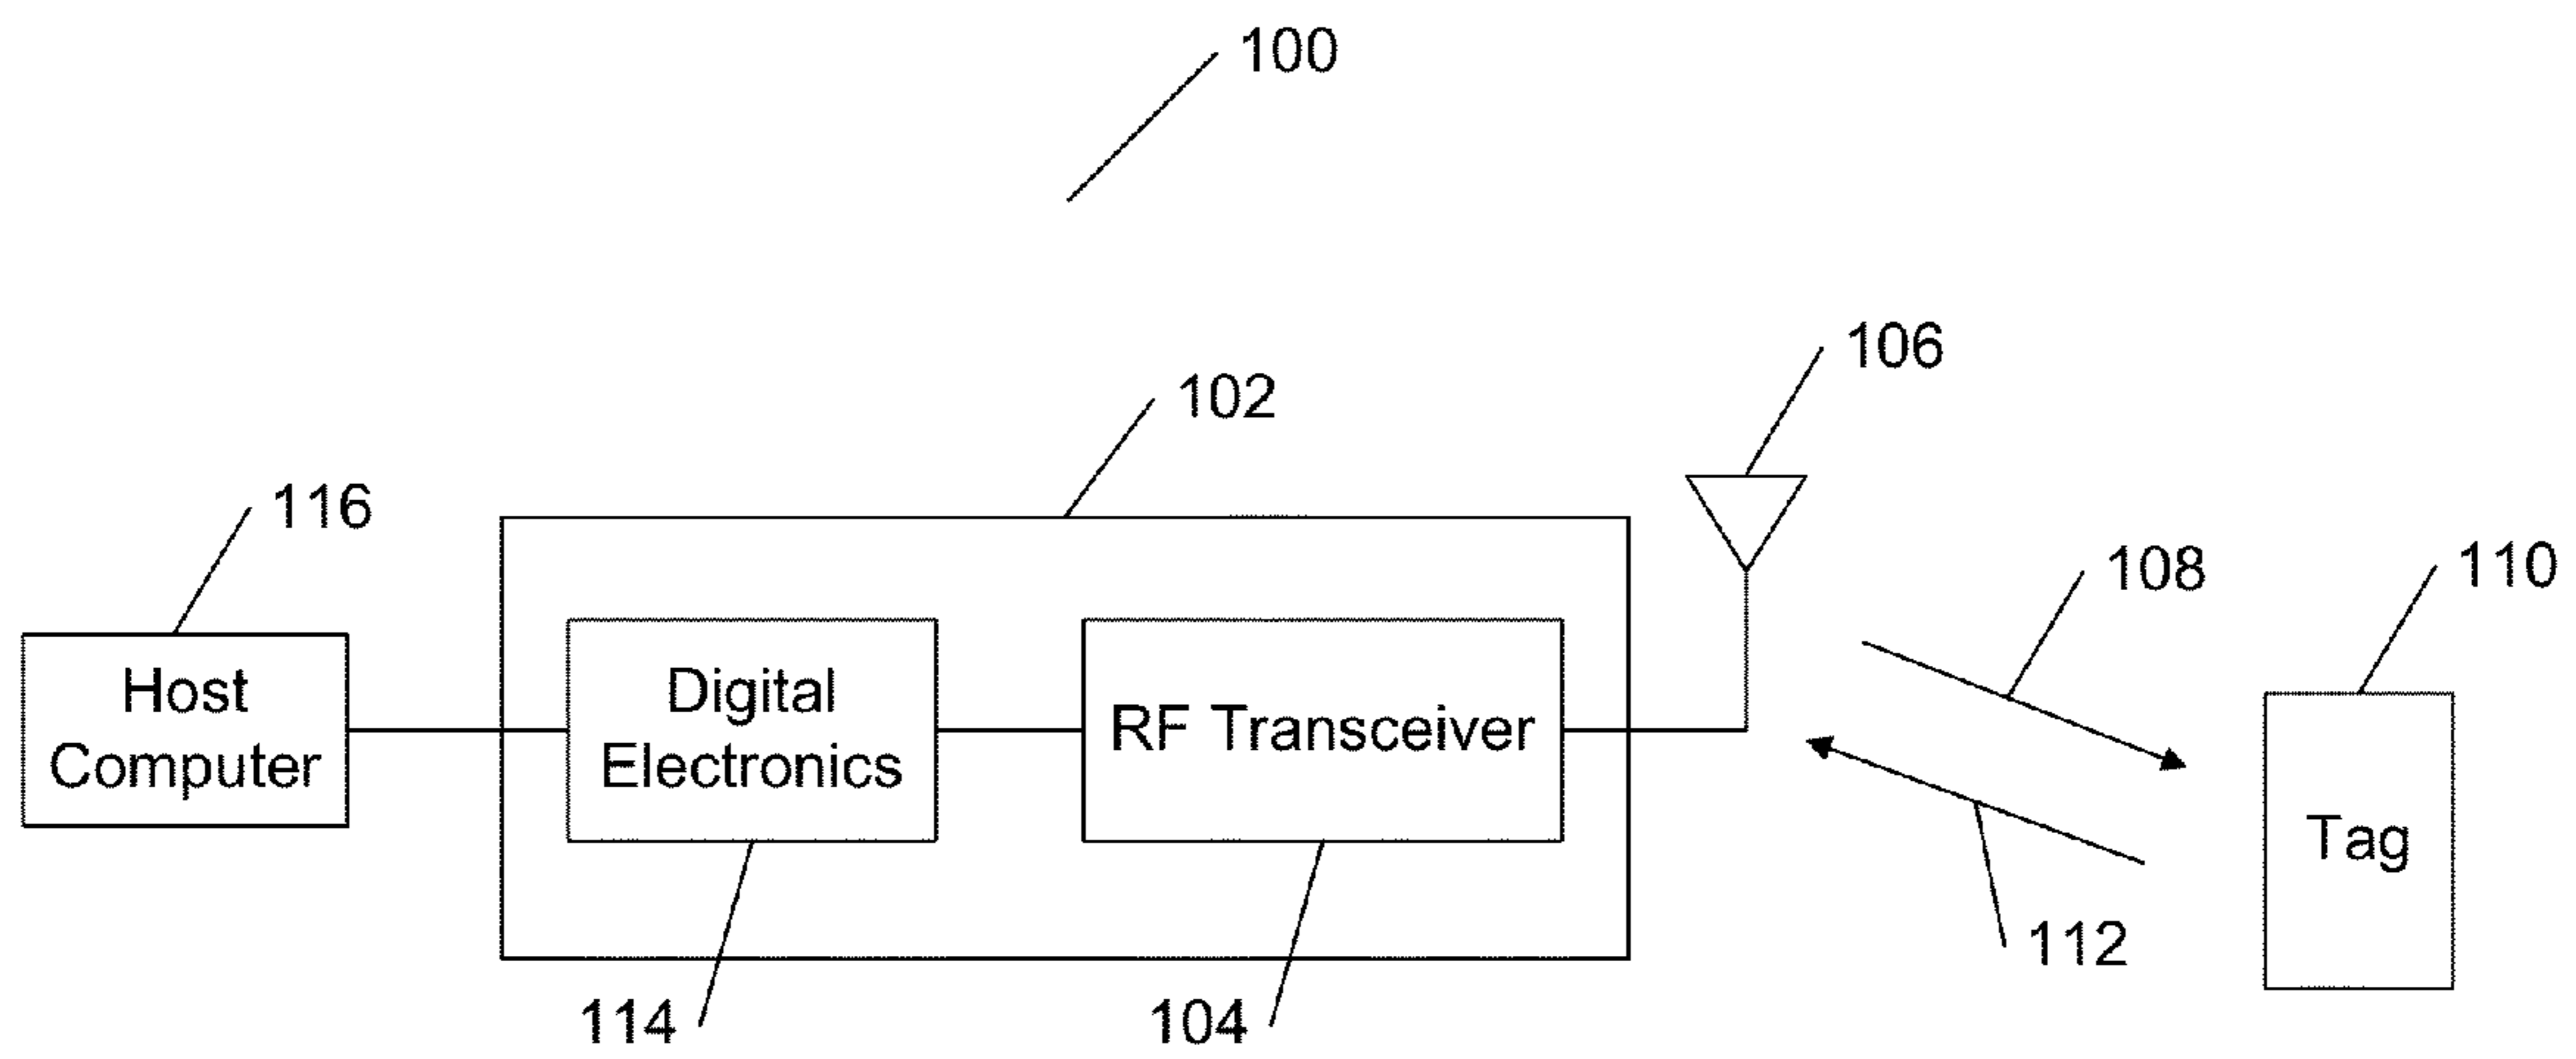 100
106
102
116
108
110
Host
Computer
Digital
Electronics
RF Transceiver
Tag
112
114
104